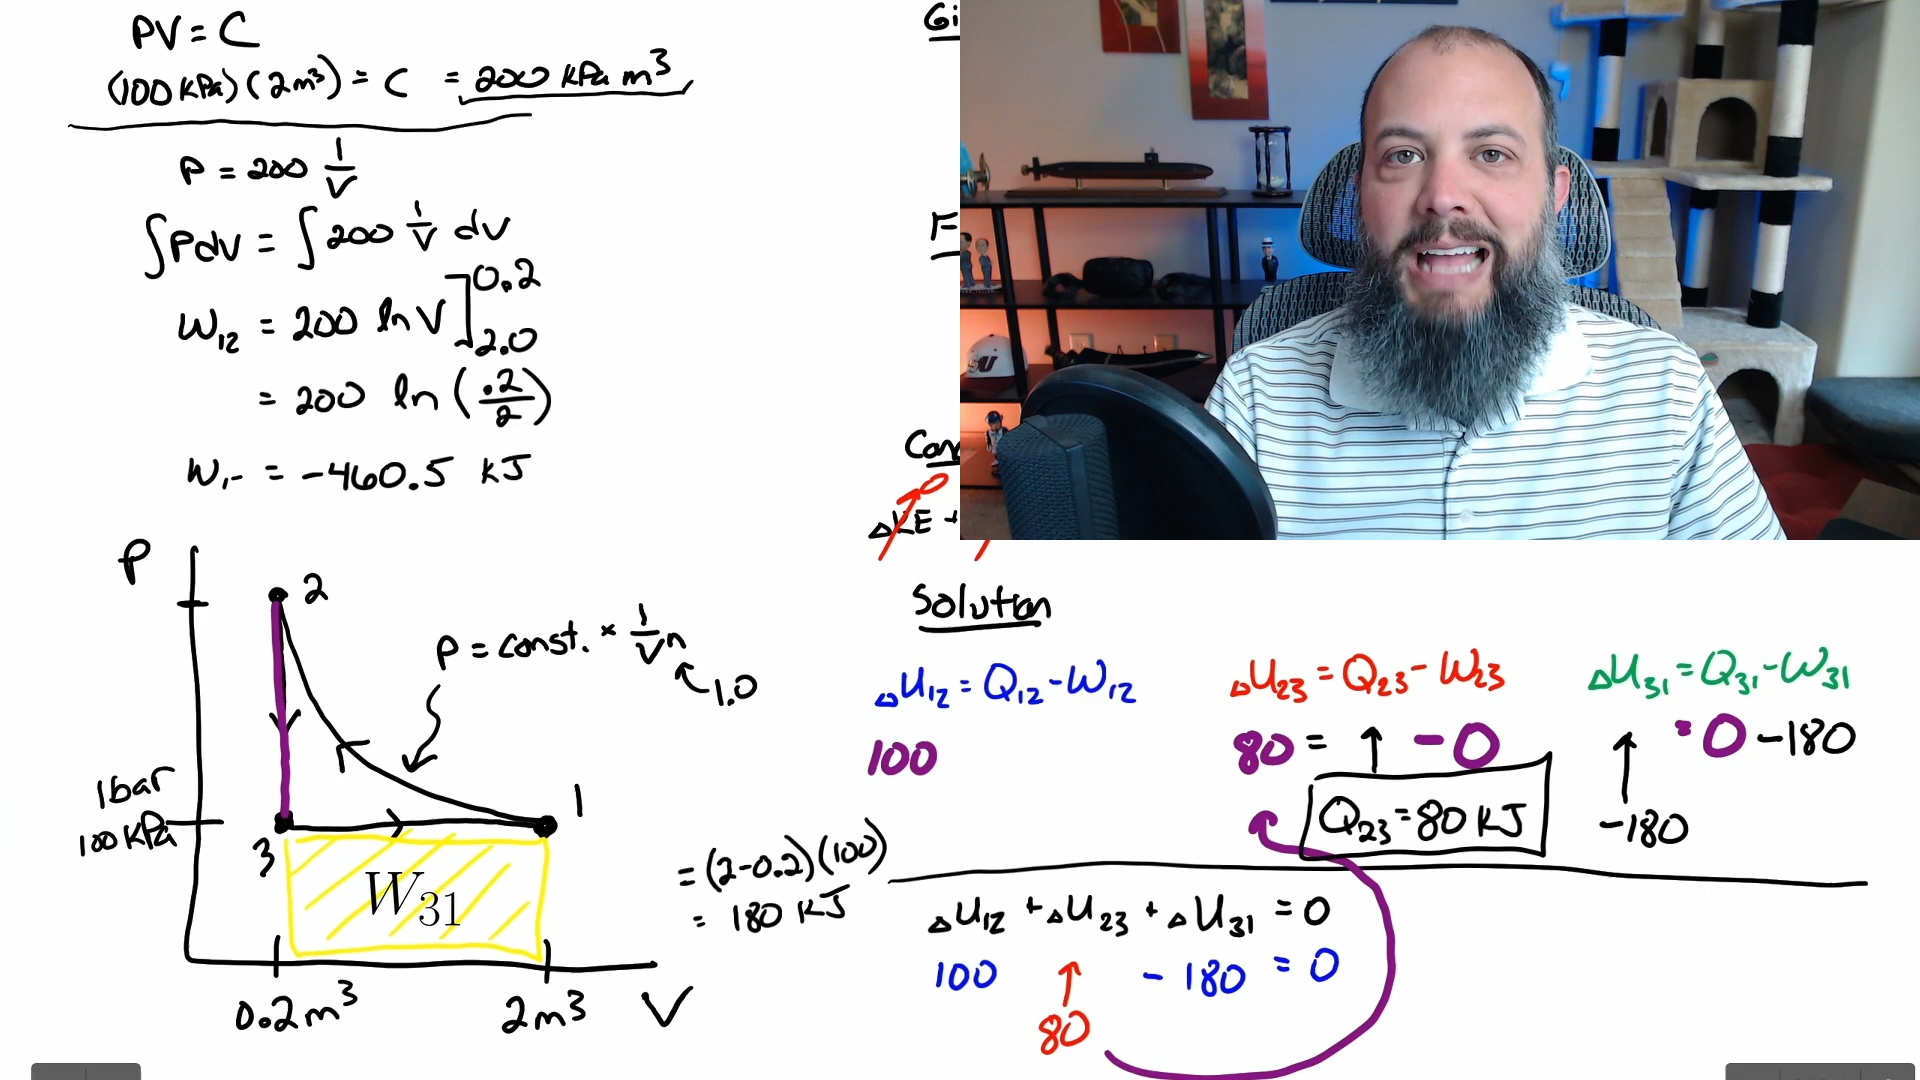 PV = C
(100 kPa)(2m³) = C = 200 kPa m³
P = 200 1/V
∫PdV = ∫200 1/V dV
W₁₂ = 200 ln V]0.2 2.0
= 200 ln (.2/2)
W₁- = -460.5 kJ
P
2
P = const. × 1/Vⁿ
1.0
1bar
100 kPa
1
3
W₃₁
= (2-0.2)(100)
= 180 KJ
0.2m³
2m³
V
Gi
F
Con
0
ΔKE +
Solution
ΔU₁₂ = Q₁₂ - W₁₂
100
ΔU₂₃ = Q₂₃ - W₂₃
80 = ↑ - 0
Q₂₃ = 80 KJ
ΔU₃₁ = Q₃₁ - W₃₁
= 0 - 180
-180
ΔU₁₂ + ΔU₂₃ + ΔU₃₁ = 0
100 ↑ - 180 = 0
80